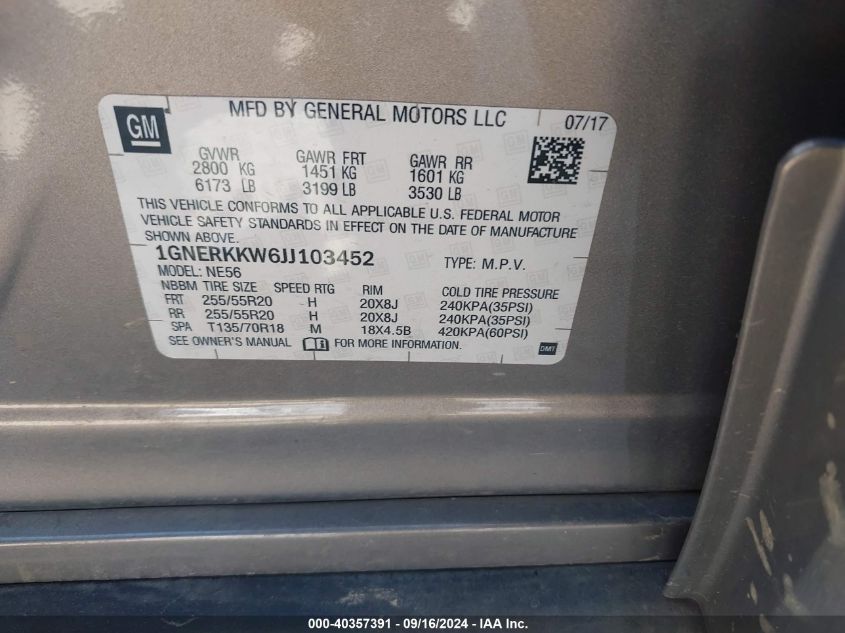 GM
MFD BY GENERAL MOTORS LLC 07/17
GVWR GAWR FRT GAWR RR
2800 KG 1451 KG 1601 KG
6173 LB 3199 LB 3530 LB
THIS VEHICLE CONFORMS TO ALL APPLICABLE U.S. FEDERAL MOTOR
VEHICLE SAFETY STANDARDS IN EFFECT ON THE DATE OF MANUFACTURE
SHOWN ABOVE.
1GNERKKW6JJ103452 TYPE: M.P.V.
MODEL: NE56
NBBM TIRE SIZE SPEED RTG RIM COLD TIRE PRESSURE
FRT 255/55R20 H 20X8J 240KPA(35PSI)
RR 255/55R20 H 20X8J 240KPA(35PSI)
SPA T135/70R18 M 18X4.5B 420KPA(60PSI)
SEE OWNER'S MANUAL FOR MORE INFORMATION. DMT
000-40357391 - 09/16/2024 - IAA Inc.